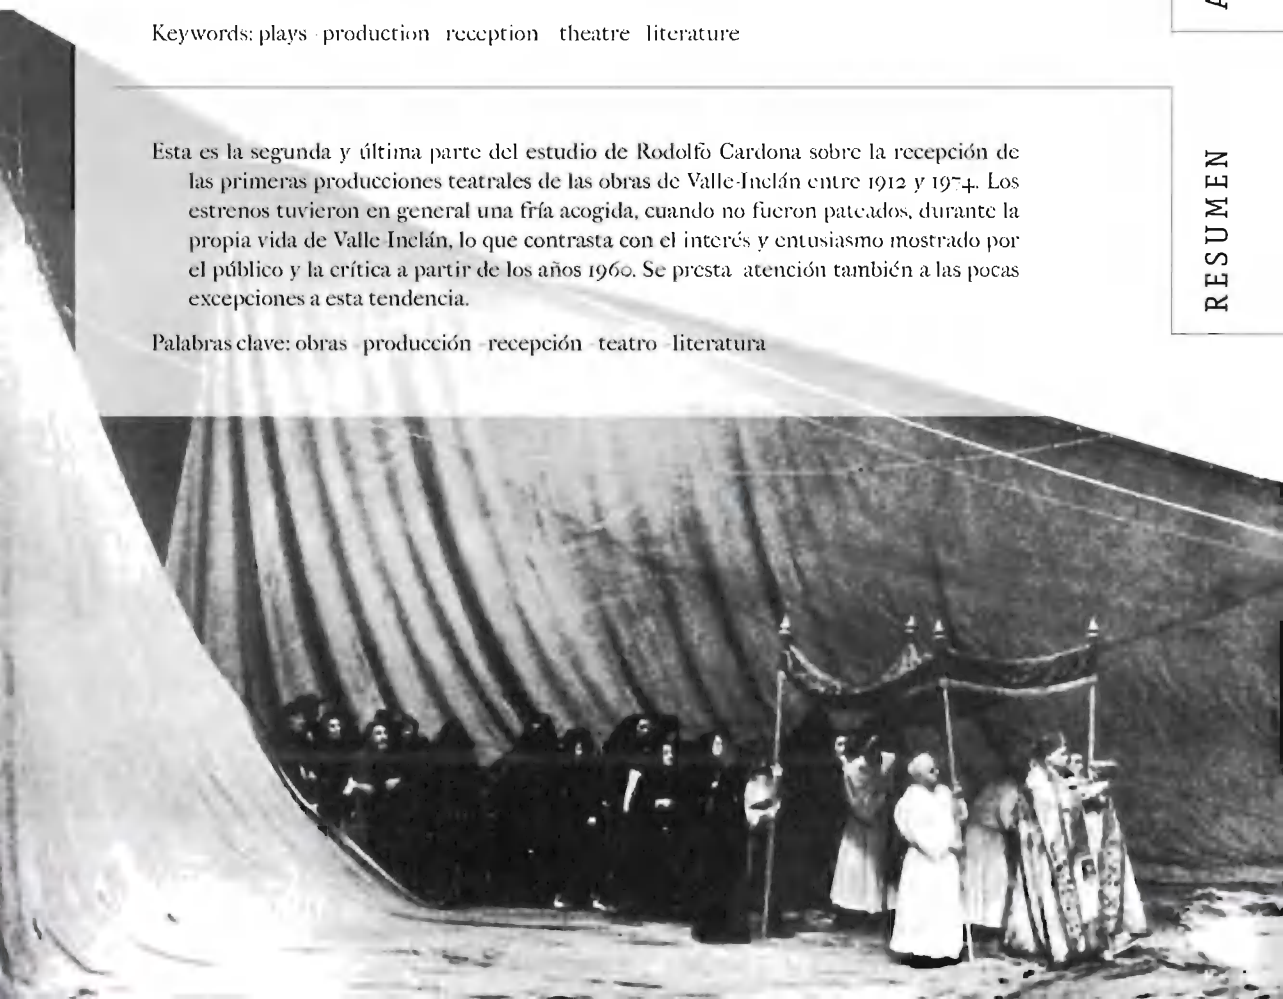 Keywords: plays production reception theatre literature
Esta es la segunda y última parte del estudio de Rodolfo Cardona sobre la recepción de
las primeras producciones teatrales de las obras de Valle-Inclán entre 1912 y 1974. Los
estrenos tuvieron en general una fría acogida, cuando no fueron pateados, durante la
propia vida de Valle-Inclán, lo que contrasta con el interés y entusiasmo mostrado por
el público y la crítica a partir de los años 1960. Se presta atención también a las pocas
excepciones a esta tendencia.
Palabras clave: obras producción recepción teatro literatura
RESUMEN